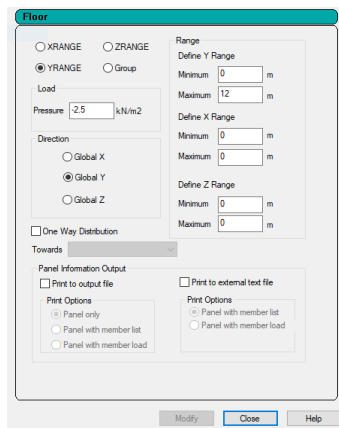 Floor
XRANGE ZRANGE
YRANGE Group
Load
Pressure -2.5 kN/m2
Direction
Global X
Global Y
Global Z
One Way Distribution
Towards
Range
Define Y Range
Minimum 0 m
Maximum 12 m
Define X Range
Minimum 0 m
Maximum 0 m
Define Z Range
Minimum 0 m
Maximum 0 m
Panel Information Output
Print to output file
Print Options
Panel only
Panel with member list
Panel with member load
Print to external text file
Print Options
Panel with member list
Panel with member load
Modify Close Help